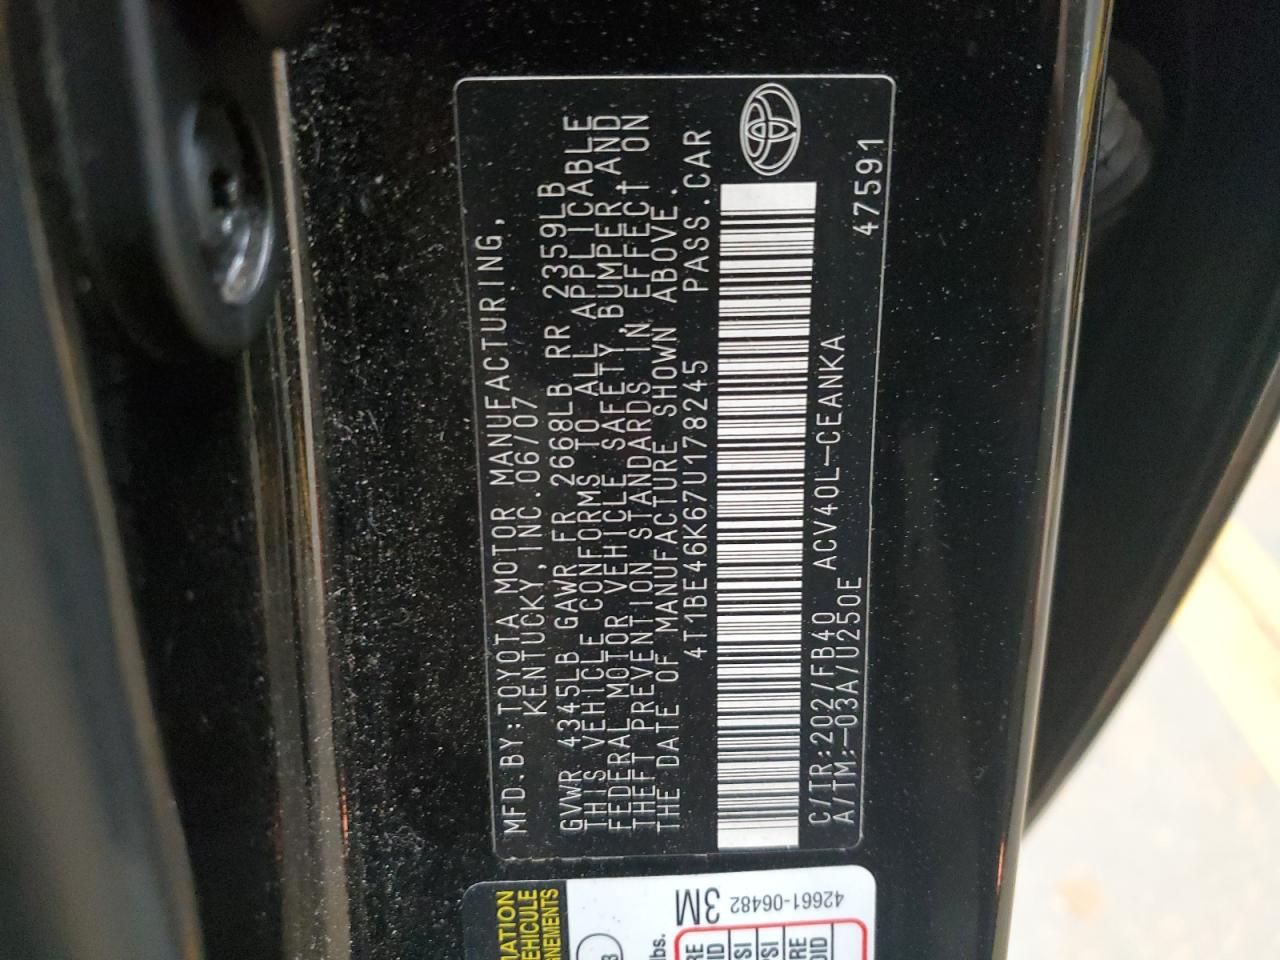 MFD.BY:TOYOTA MOTOR MANUFACTURING,
KENTUCKY,INC.06/07
GVWR 4345LB GAWR FR 2668LB RR 2359LB
THIS VEHICLE CONFORMS TO ALL APPLICABLE
FEDERAL MOTOR VEHICLE SAFETY,BUMPER,AND
THEFT PREVENTION STANDARDS IN EFFECT ON
THE DATE OF MANUFACTURE SHOWN ABOVE.
4T1BE46K67U178245 PASS.CAR
C/TR:202/FB40 ACV40L-CEANKA
A/TM:-03A/U250E 47591
3M
42661-06482
lbs.
PSI